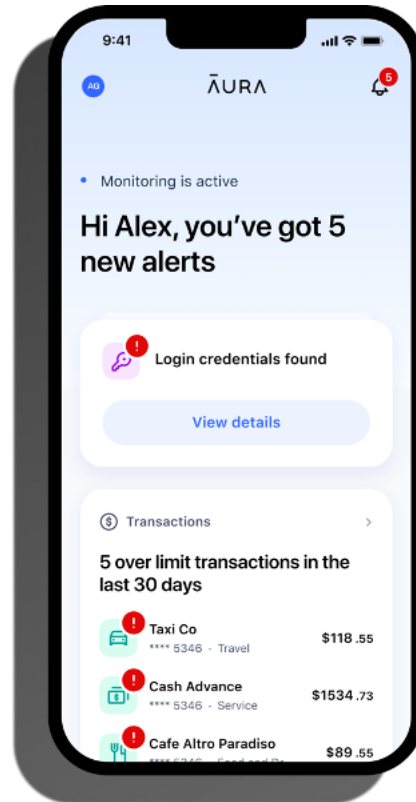 9:41
AG
ĀURA
5
Monitoring is active
Hi Alex, you've got 5
new alerts
!
Login credentials found
View details
Transactions
5 over limit transactions in the
last 30 days
!
Taxi Co
$118.55
**** 5346 - Travel
!
Cash Advance
$1534.73
**** 5346 - Service
!
Cafe Altro Paradiso
$89.55